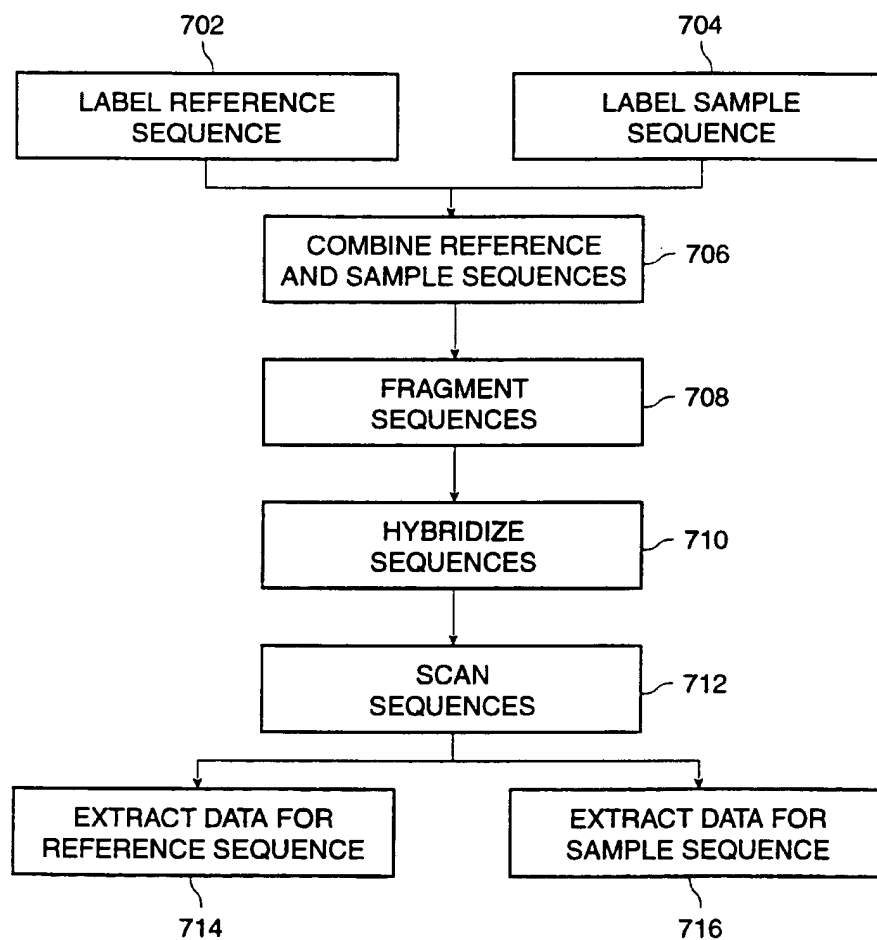 702
704
LABEL REFERENCE
SEQUENCE
LABEL SAMPLE
SEQUENCE
COMBINE REFERENCE
AND SAMPLE SEQUENCES
706
FRAGMENT
SEQUENCES
708
HYBRIDIZE
SEQUENCES
710
SCAN
SEQUENCES
712
EXTRACT DATA FOR
REFERENCE SEQUENCE
EXTRACT DATA FOR
SAMPLE SEQUENCE
714
716